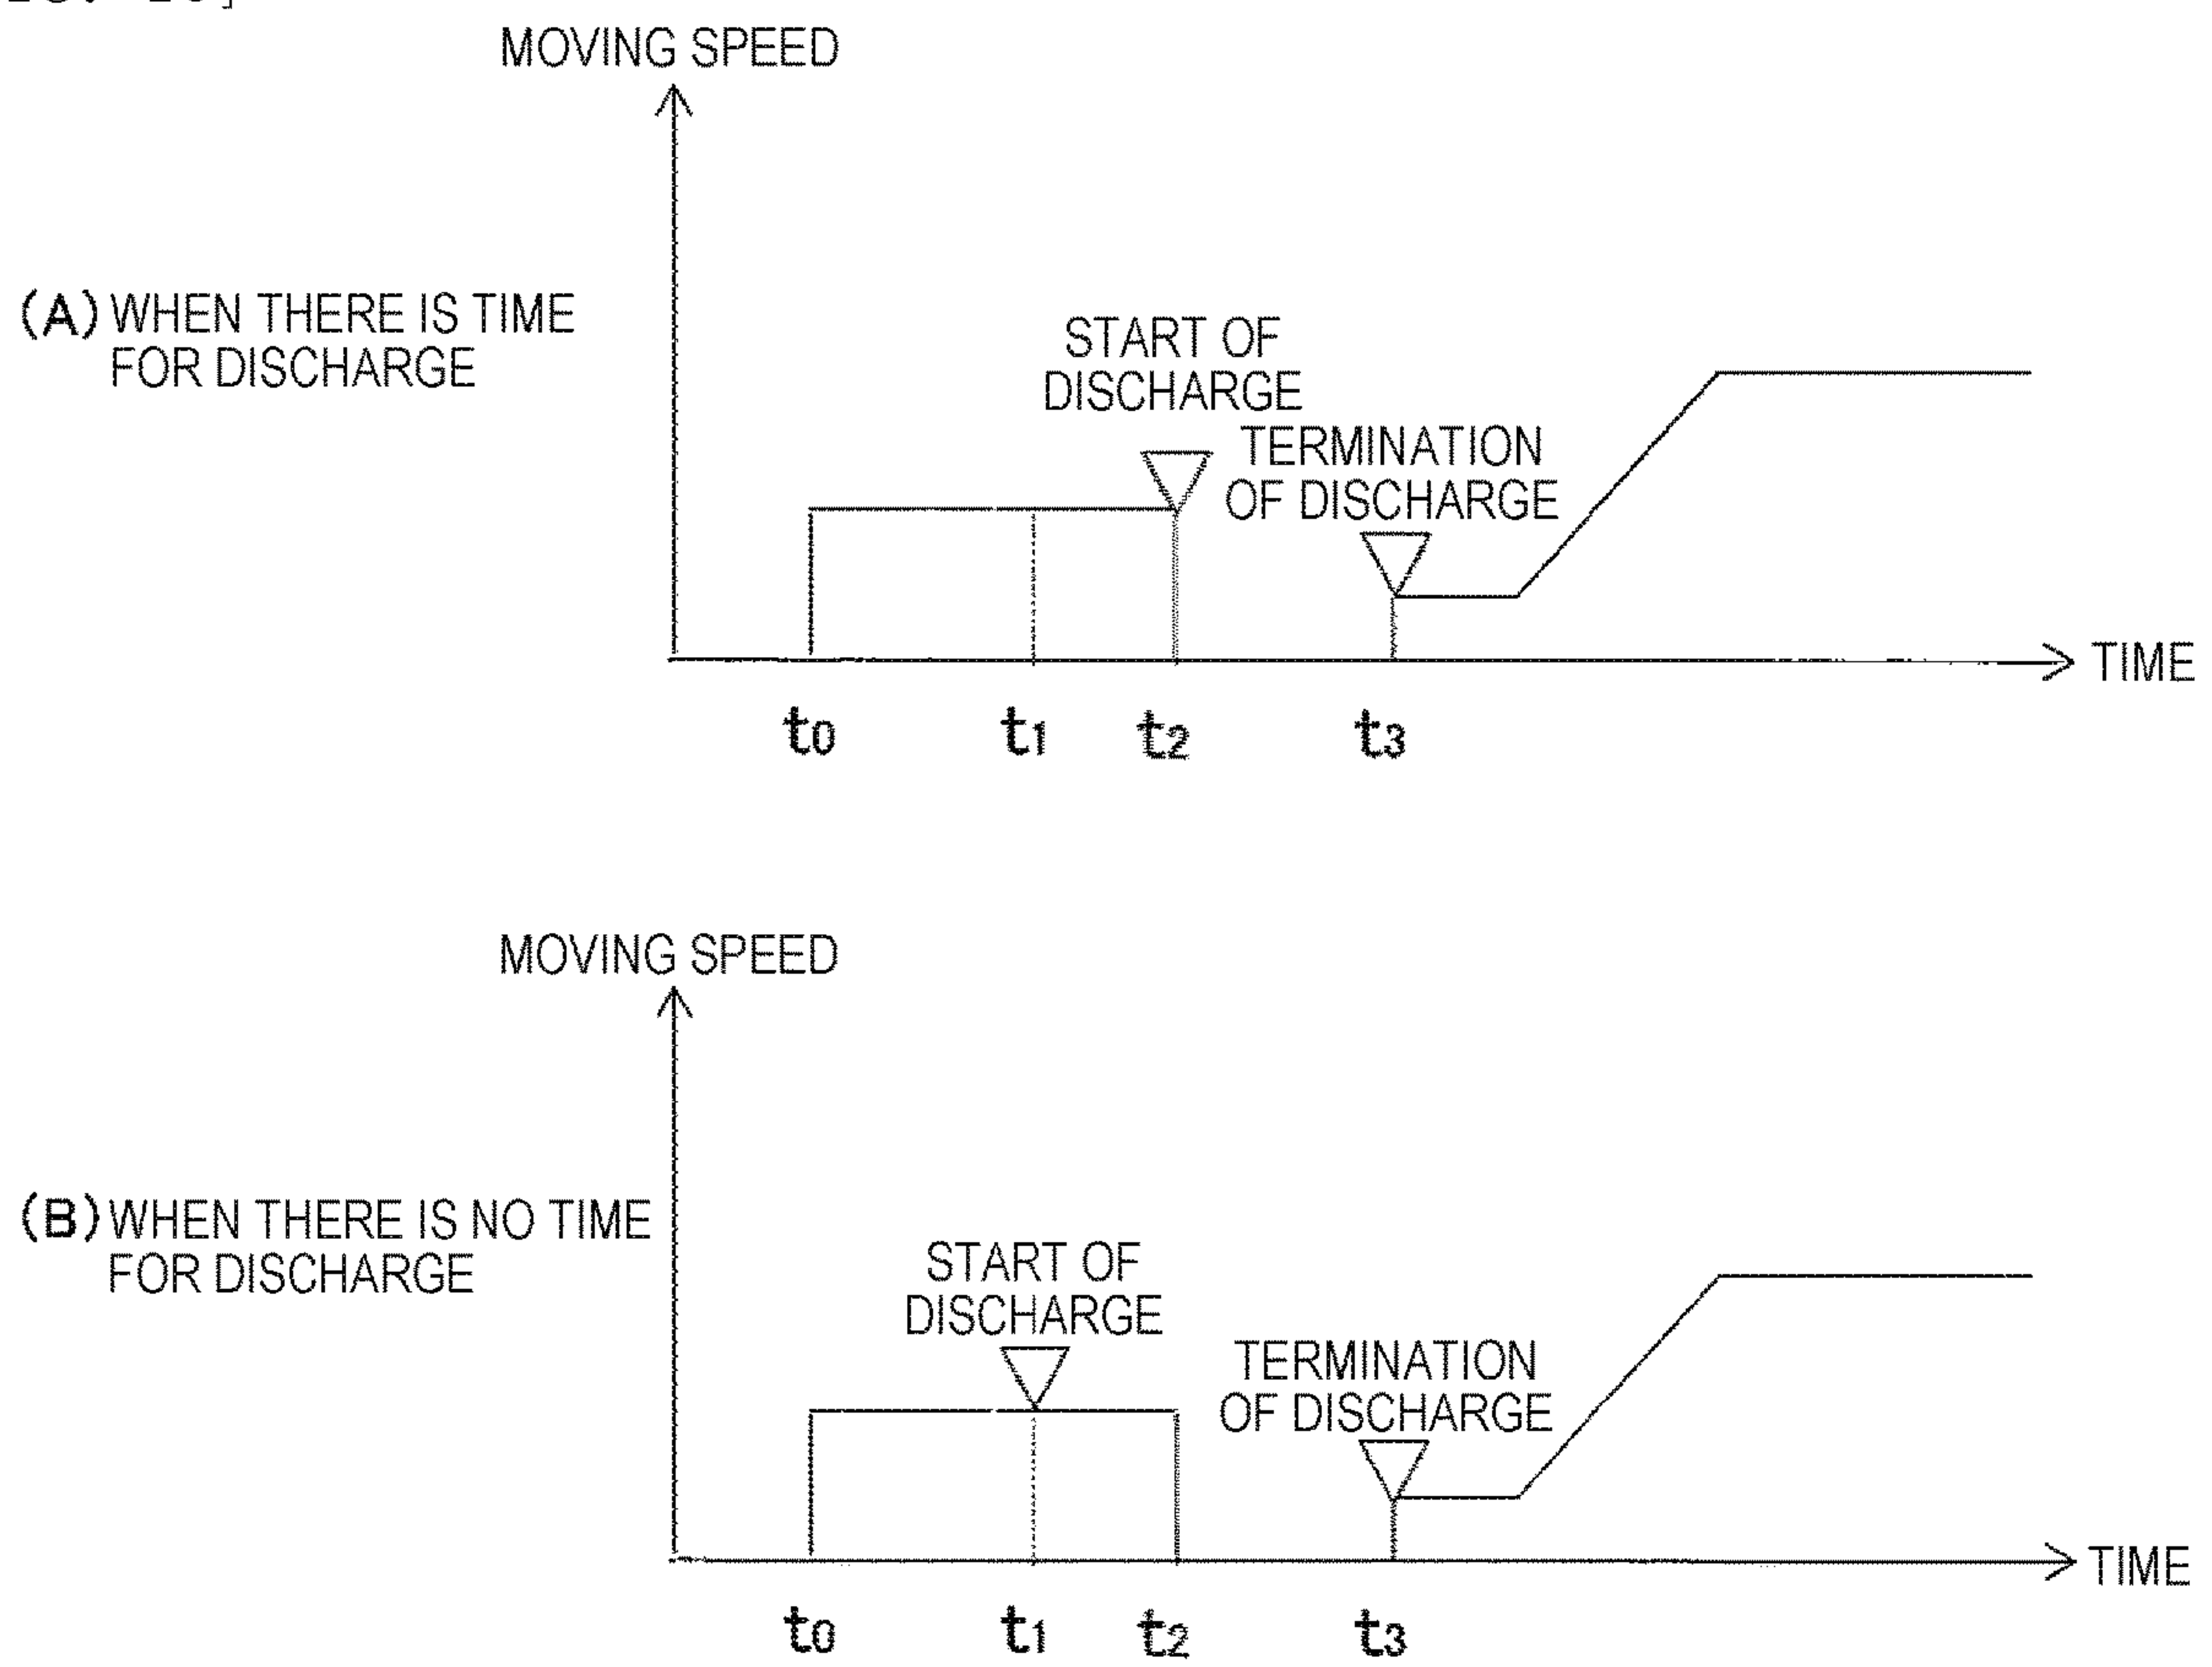 MOVING SPEED
(A) WHEN THERE IS TIME
FOR DISCHARGE
START OF
DISCHARGE
TERMINATION
OF DISCHARGE
TIME
t0 t1 t2 t3
MOVING SPEED
(B) WHEN THERE IS NO TIME
FOR DISCHARGE
START OF
DISCHARGE
TERMINATION
OF DISCHARGE
TIME
t0 t1 t2 t3